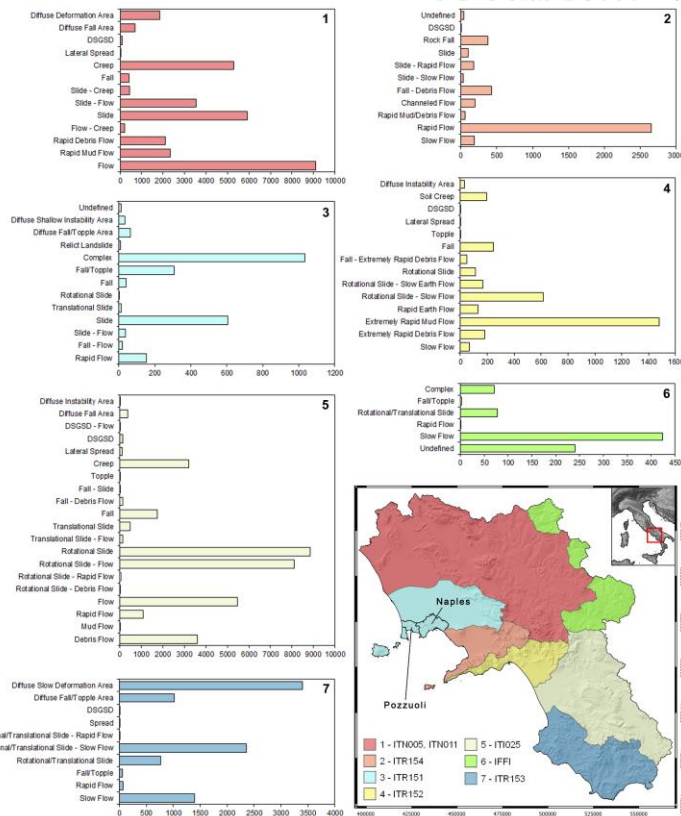 Diffuse Deformation Area
1
Diffuse Fall Area
DSGSD
Lateral Spread
Creep
Fall
Slide - Creep
Slide - Flow
Slide
Flow - Creep
Rapid Debris Flow
Rapid Mud Flow
Flow
0 1000 2000 3000 4000 5000 6000 7000 8000 9000 10000
Undefined
2
DSGSD
Rock Fall
Slide
Slide - Rapid Flow
Slide - Slow Flow
Fall - Debris Flow
Channeled Flow
Rapid Mud/Debris Flow
Rapid Flow
Slow Flow
0 500 1000 1500 2000 2500 3000
Undefined
3
Diffuse Shallow Instability Area
Diffuse Fall/Topple Area
Relict Landslide
Complex
Fall/Topple
Fall
Rotational Slide
Translational Slide
Slide
Slide - Flow
Fall - Flow
Rapid Flow
0 200 400 600 800 1000 1200
Diffuse Instability Area
4
Soil Creep
DSGSD
Lateral Spread
Topple
Fall
Fall - Extremely Rapid Debris Flow
Rotational Slide
Rotational Slide - Slow Earth Flow
Rotational Slide - Slow Flow
Rapid Earth Flow
Extremely Rapid Mud Flow
Extremely Rapid Debris Flow
Slow Flow
0 200 400 600 800 1000 1200 1400 1600
Diffuse Instability Area
5
Diffuse Fall Area
DSGSD - Flow
DSGSD
Lateral Spread
Creep
Topple
Fall - Slide
Fall - Debris Flow
Fall
Translational Slide
Translational Slide - Flow
Rotational Slide
Rotational Slide - Flow
Rotational Slide - Rapid Flow
Rotational Slide - Debris Flow
Flow
Rapid Flow
Mud Flow
Debris Flow
0 1000 2000 3000 4000 5000 6000 7000 8000 9000 10000
Complex
6
Fall/Topple
Rotational/Translational Slide
Rapid Flow
Slow Flow
Undefined
0 50 100 150 200 250 300 350 400 450
Diffuse Slow Deformation Area
7
Diffuse Fall/Topple Area
DSGSD
Spread
nal/Translational Slide - Rapid Flow
onal/Translational Slide - Slow Flow
Rotational/Translational Slide
Fall/Topple
Rapid Flow
Slow Flow
0 500 1000 1500 2000 2500 3000 3500 4000
Naples
Pozzuoli
1 - ITN005, ITN011
2 - ITR154
3 - ITR151
4 - ITR152
5 - ITI025
6 - IFFI
7 - ITR153
400000 425000 450000 475000 500000 525000 550000